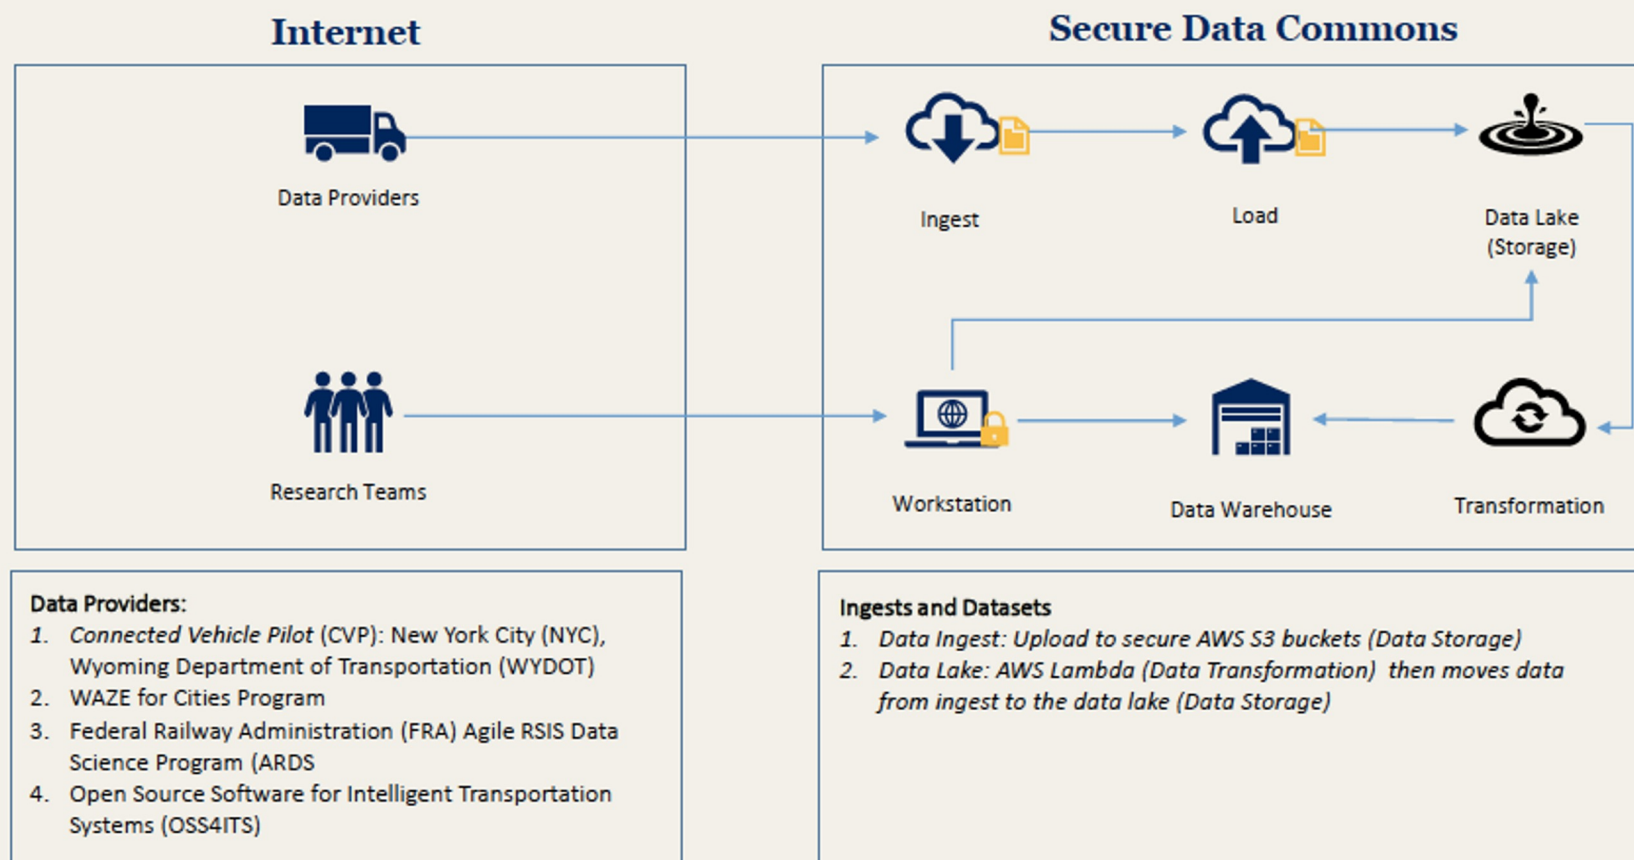 Internet
Secure Data Commons
Data Providers
Ingest
Load
Data Lake
(Storage)
Research Teams
Workstation
Data Warehouse
Transformation
Data Providers:
1. Connected Vehicle Pilot (CVP): New York City (NYC),
Wyoming Department of Transportation (WYDOT)
2. WAZE for Cities Program
3. Federal Railway Administration (FRA) Agile RSIS Data
Science Program (ARDS
4. Open Source Software for Intelligent Transportation
Systems (OSS4ITS)
Ingests and Datasets
1. Data Ingest: Upload to secure AWS S3 buckets (Data Storage)
2. Data Lake: AWS Lambda (Data Transformation) then moves data
from ingest to the data lake (Data Storage)